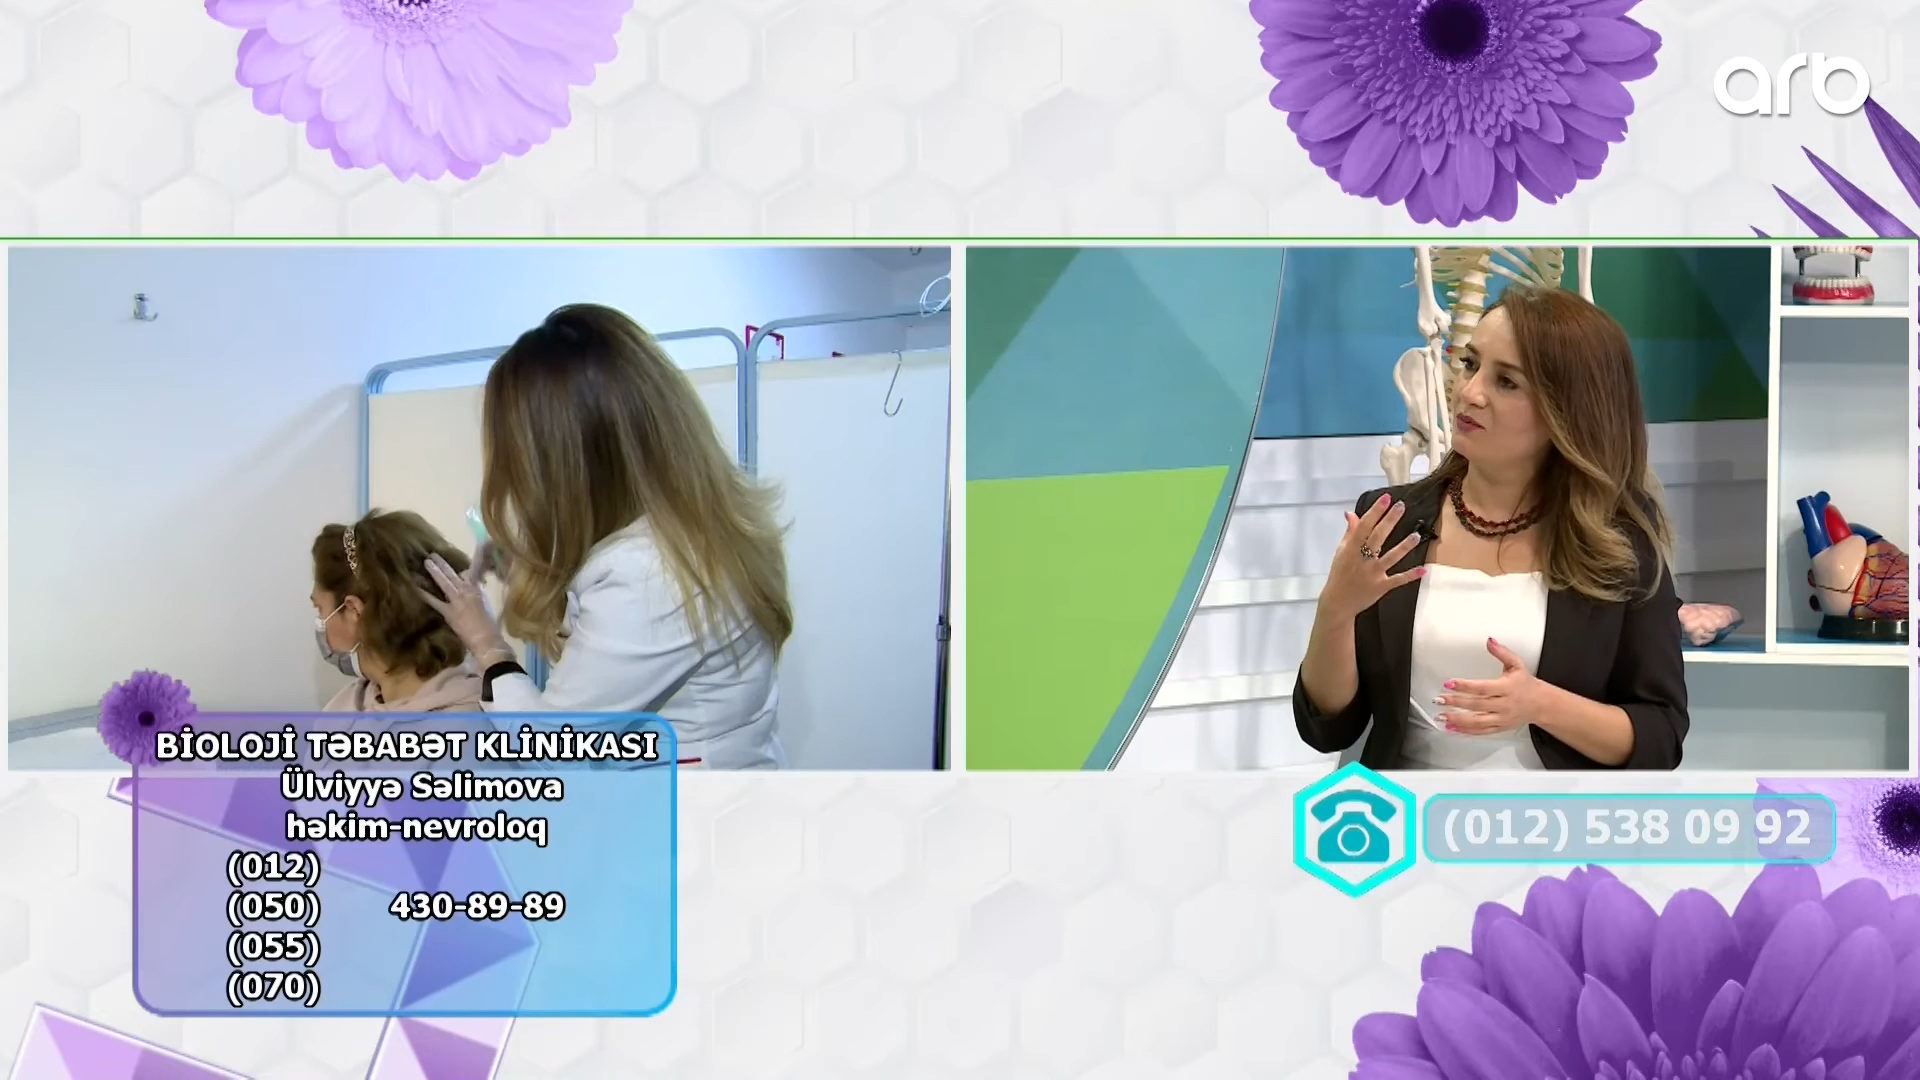 arb
BİOLOJİ TƏBABƏT KLİNİKASI
Ülviyyə Səlimova
həkim-nevroloq
(012)
(050) 430-89-89
(055)
(070)
(012) 538 09 92